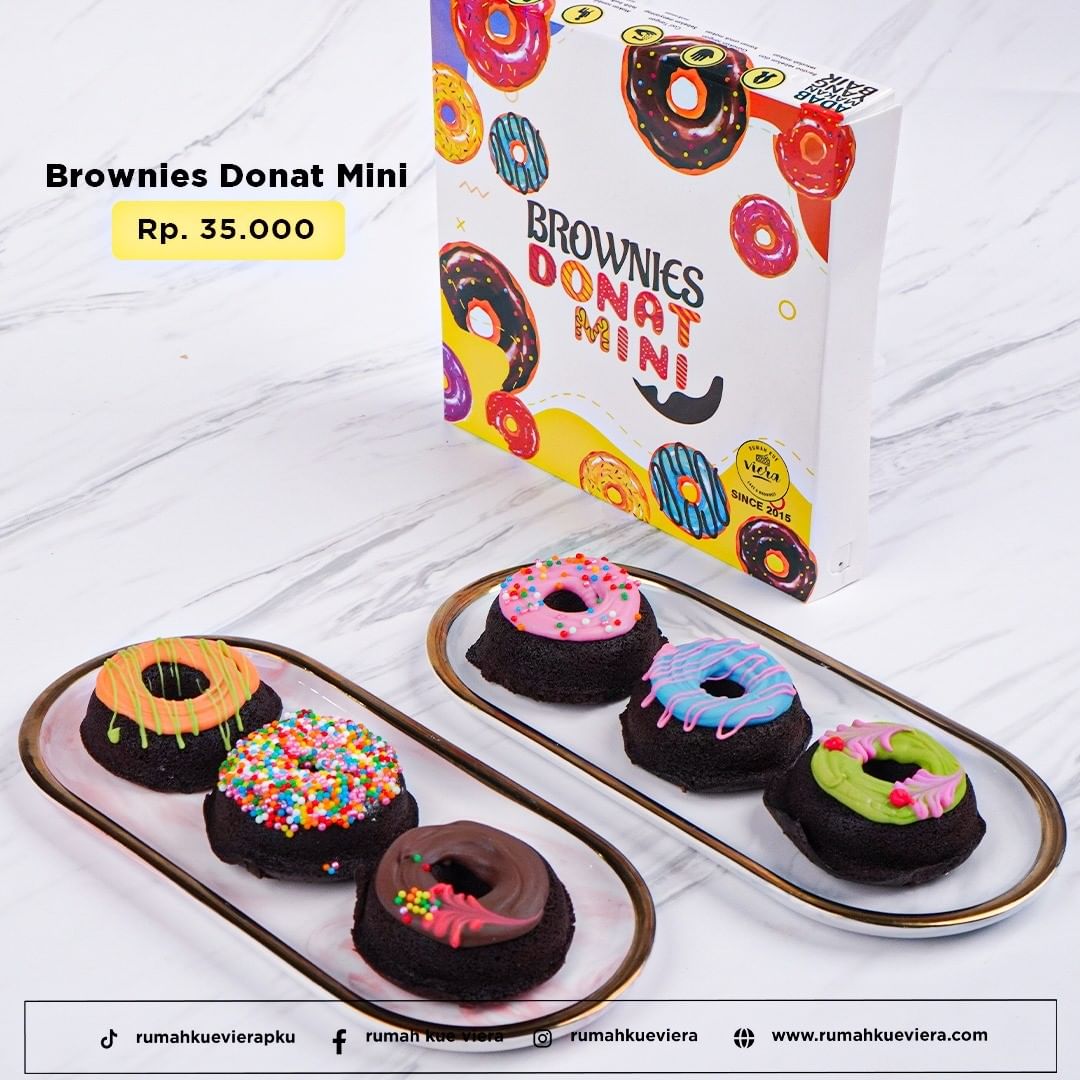 ADAB
MAKAN
YANG
BAIK
Brownies Donat Mini
Rp. 35.000
BROWNIES
DONAT
MINI
RUMAH KUE
viera
SINCE 2015
rumahkuevierapku
rumah kue viera
rumahkueviera
www.rumahkueviera.com